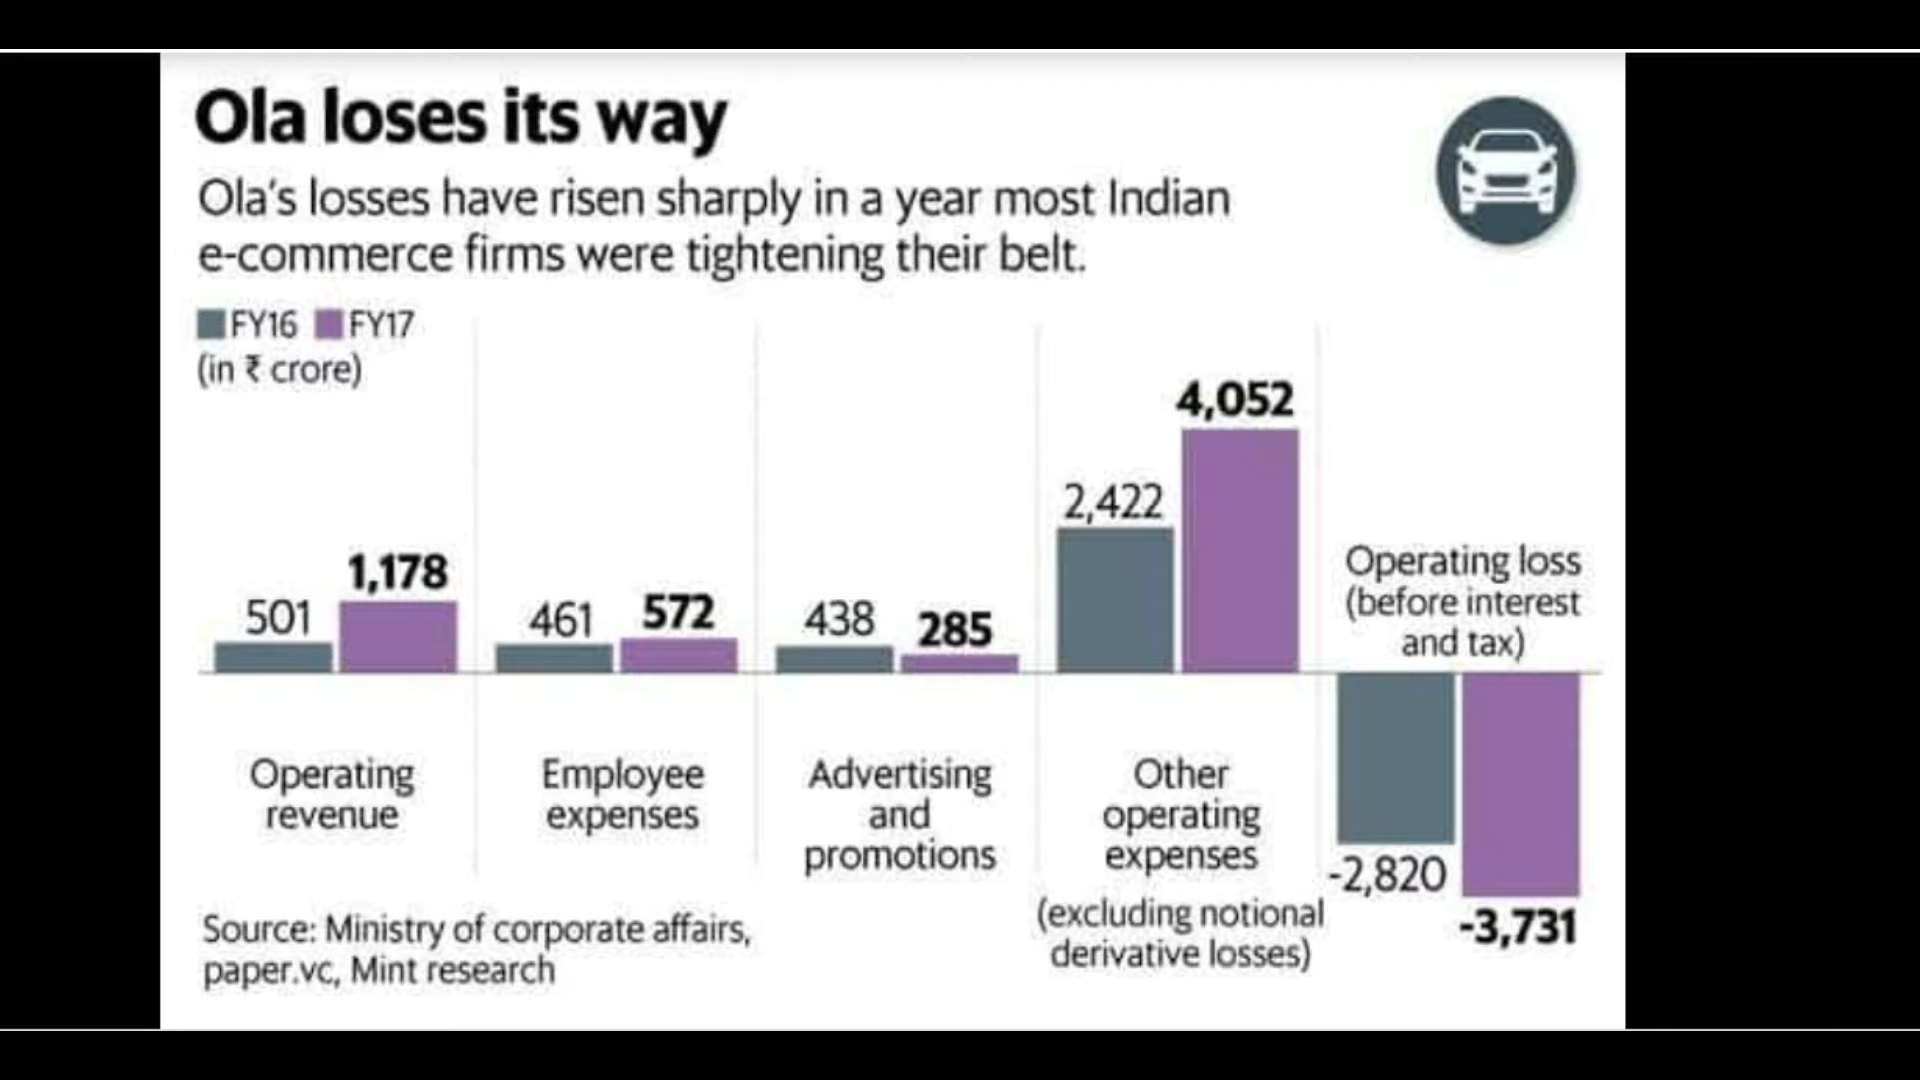 Ola loses its way
Ola's losses have risen sharply in a year most Indian
e-commerce firms were tightening their belt.
FY16 FY17
(in ₹ crore)
501
1,178
461
572
438
285
2,422
4,052
Operating loss
(before interest
and tax)
-2,820
-3,731
Operating
revenue
Employee
expenses
Advertising
and
promotions
Other
operating
expenses
(excluding notional
derivative losses)
Source: Ministry of corporate affairs,
paper.vc, Mint research